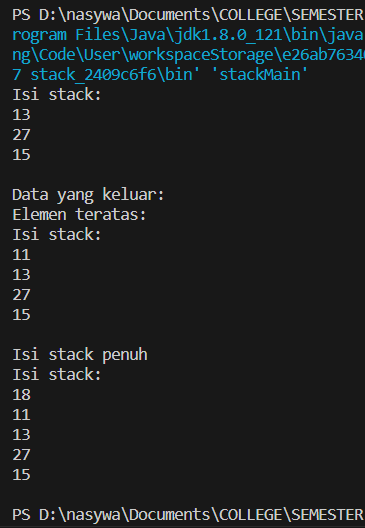 PS D:\nasywa\Documents\COLLEGE\SEMESTER
rogram Files\Java\jdk1.8.0_121\bin\java
ng\Code\User\workspaceStorage\e26ab7634
7 stack_2409c6f6\bin' 'stackMain'
Isi stack:
13
27
15
Data yang keluar:
Elemen teratas:
Isi stack:
11
13
27
15
Isi stack penuh
Isi stack:
18
11
13
27
15
PS D:\nasywa\Documents\COLLEGE\SEMESTER